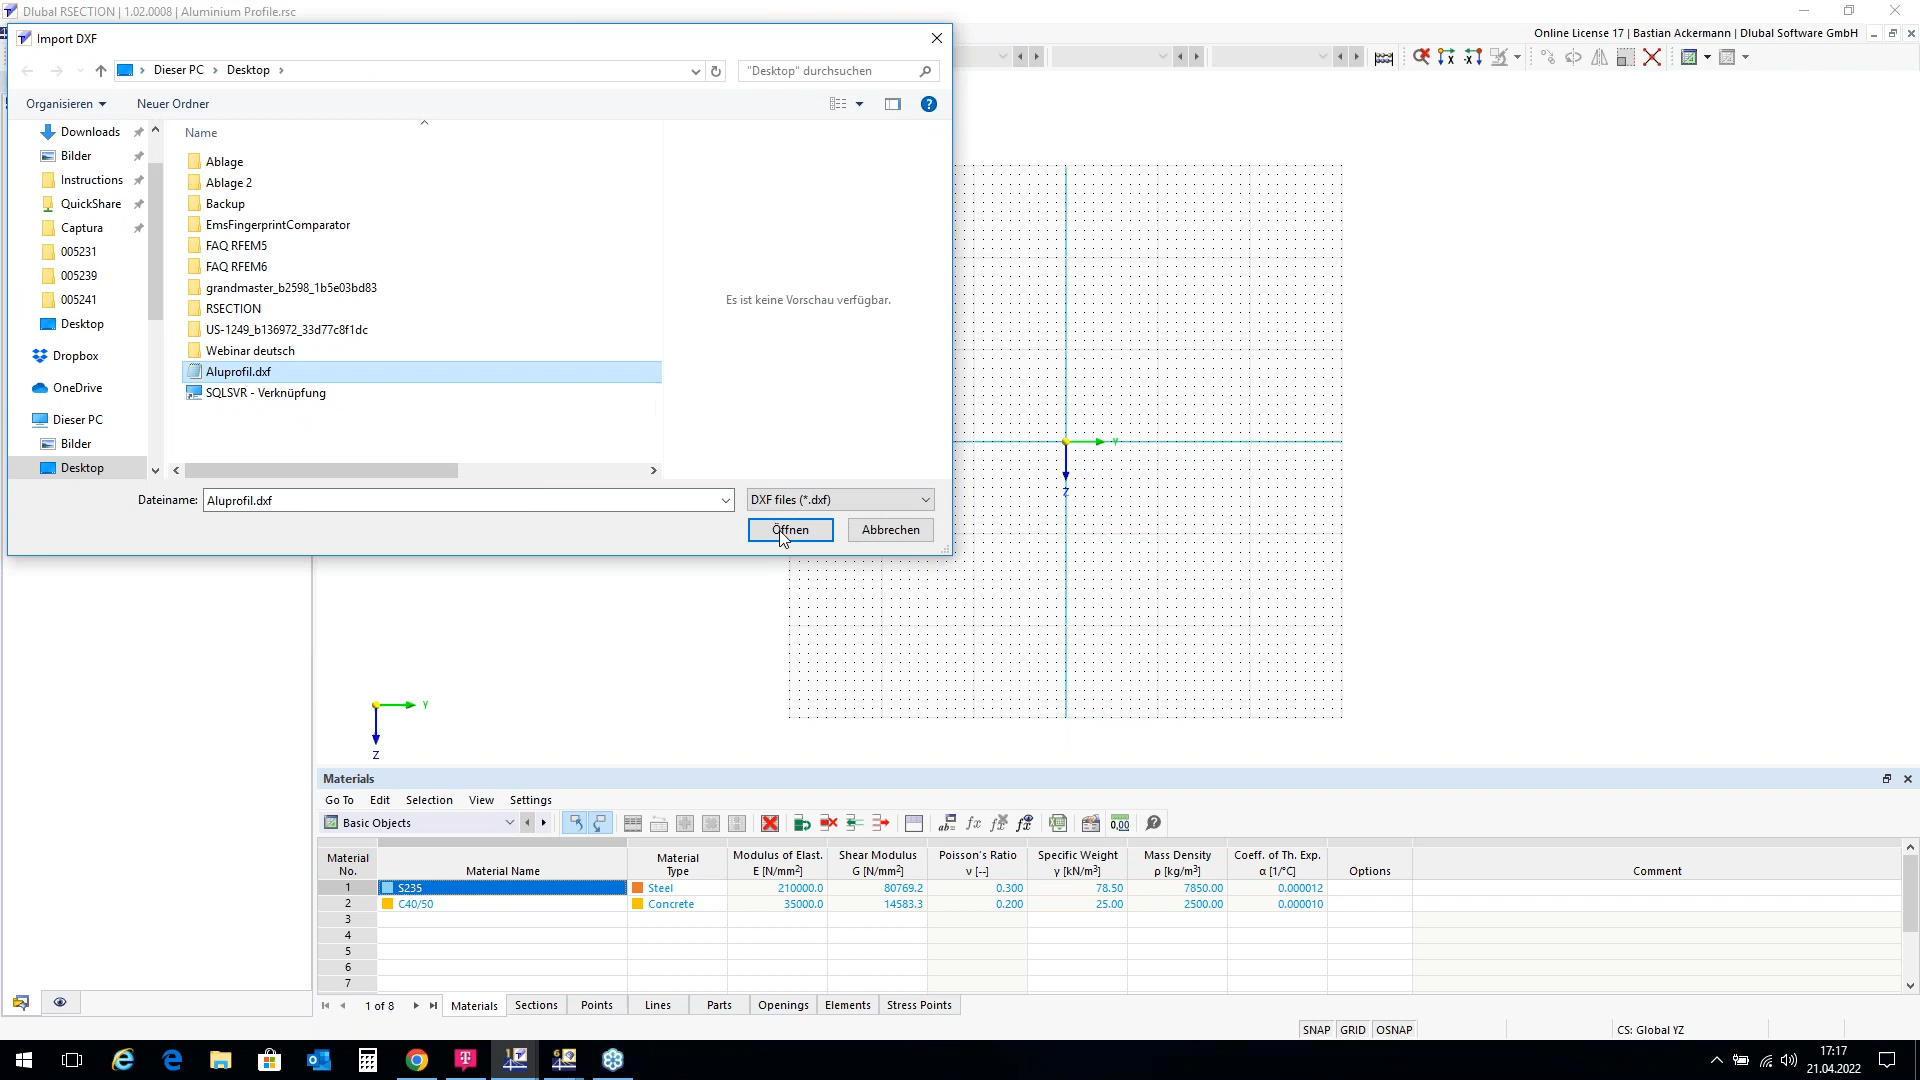 Dlubal RSECTION | 1.02.0008 | Aluminium Profile.rsc
Import DXF
Online License 17 | Bastian Ackermann | Dlubal Software GmbH
Dieser PC
Desktop
"Desktop" durchsuchen
Organisieren
Neuer Ordner
Downloads
Bilder
Instructions
QuickShare
Captura
005231
005239
005241
Desktop
Dropbox
OneDrive
Dieser PC
Bilder
Desktop
Name
Ablage
Ablage 2
Backup
EmsFingerprintComparator
FAQ RFEM5
FAQ RFEM6
grandmaster_b2598_1b5e03bd83
RSECTION
US-1249_b136972_33d77c8f1dc
Webinar deutsch
Aluprofil.dxf
SQLSVR - Verknüpfung
Es ist keine Vorschau verfügbar.
Dateiname: Aluprofil.dxf
DXF files (*.dxf)
Öffnen
Abbrechen
Y
Z
Y
Z
Materials
Go To Edit Selection View Settings
Basic Objects
Material No. Material Name Material Type Modulus of Elast. E [N/mm²] Shear Modulus G [N/mm²] Poisson's Ratio ν [--] Specific Weight γ [kN/m³] Mass Density ρ [kg/m³] Coeff. of Th. Exp. α [1/°C] Options Comment
1 S235 Steel 210000.0 80769.2 0.300 78.50 7850.00 0.000012
2 C40/50 Concrete 35000.0 14583.3 0.200 25.00 2500.00 0.000010
3
4
5
6
7
1 of 8 Materials Sections Points Lines Parts Openings Elements Stress Points
SNAP GRID OSNAP CS: Global YZ
17:17
21.04.2022